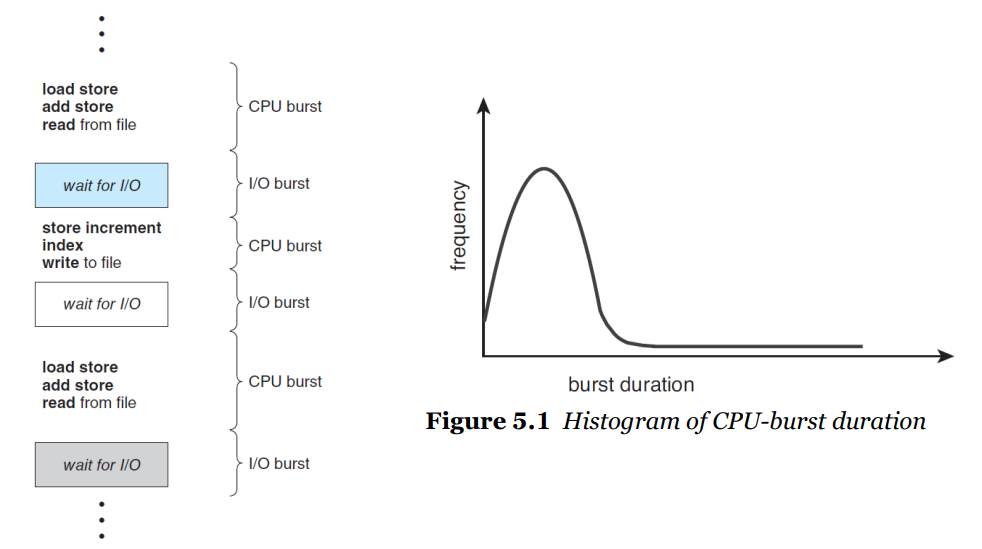 load store
add store
read from file
CPU burst
wait for I/O
I/O burst
store increment
index
write to file
CPU burst
wait for I/O
I/O burst
load store
add store
read from file
CPU burst
wait for I/O
I/O burst
frequency
burst duration
Figure 5.1 Histogram of CPU-burst duration